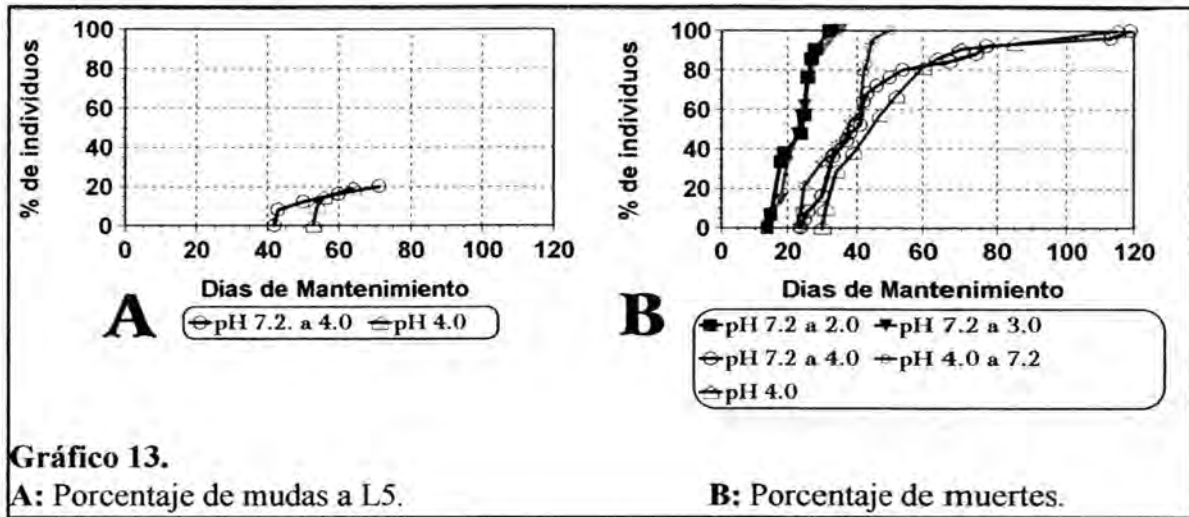 % de individuos
100
80
60
40
20
0
0 20 40 60 80 100 120
Dias de Mantenimiento
A
pH 7.2. a 4.0 pH 4.0
% de individuos
100
80
60
40
20
0
0 20 40 60 80 100 120
Dias de Mantenimiento
B
pH 7.2 a 2.0 pH 7.2 a 3.0
pH 7.2 a 4.0 pH 4.0 a 7.2
pH 4.0
Gráfico 13.
A: Porcentaje de mudas a L5. B: Porcentaje de muertes.